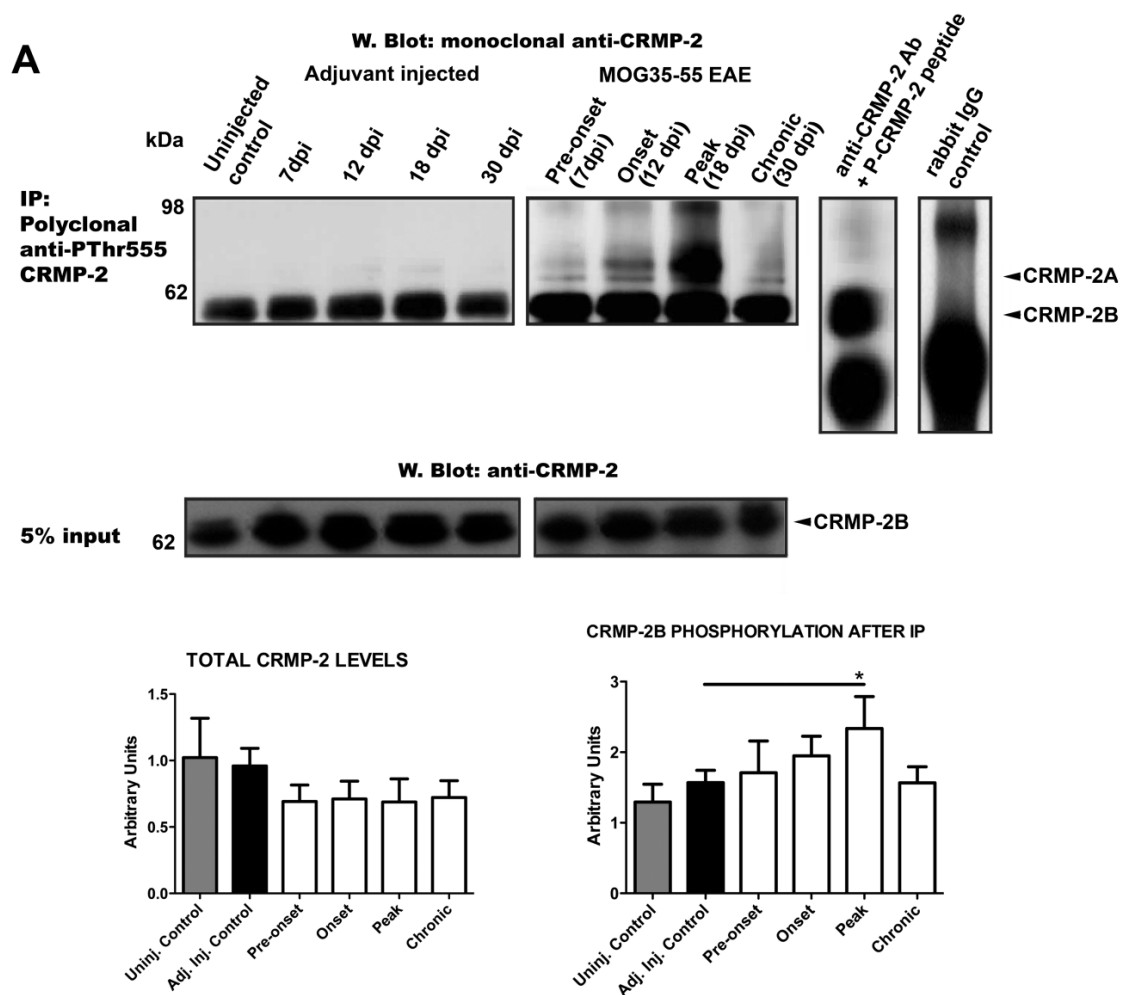 A
W. Blot: monoclonal anti-CRMP-2
Adjuvant injected
MOG35-55 EAE
kDa
Uninjected
control
7dpi
12 dpi
18 dpi
30 dpi
Pre-onset
(7dpi)
Onset
(12 dpi)
Peak
(18 dpi)
Chronic
(30 dpi)
anti-CRMP-2 Ab
+ P-CRMP-2 peptide
rabbit IgG
control
IP:
Polyclonal
anti-PThr555
CRMP-2
98
62
CRMP-2A
CRMP-2B
W. Blot: anti-CRMP-2
5% input
62
CRMP-2B
TOTAL CRMP-2 LEVELS
Arbitrary Units
1.5
1.0
0.5
0.0
Uninj. Control
Adj. Inj. Control
Pre-onset
Onset
Peak
Chronic
CRMP-2B PHOSPHORYLATION AFTER IP
Arbitrary Units
3
2
1
0
*
Uninj. Control
Adj. Inj. Control
Pre-onset
Onset
Peak
Chronic